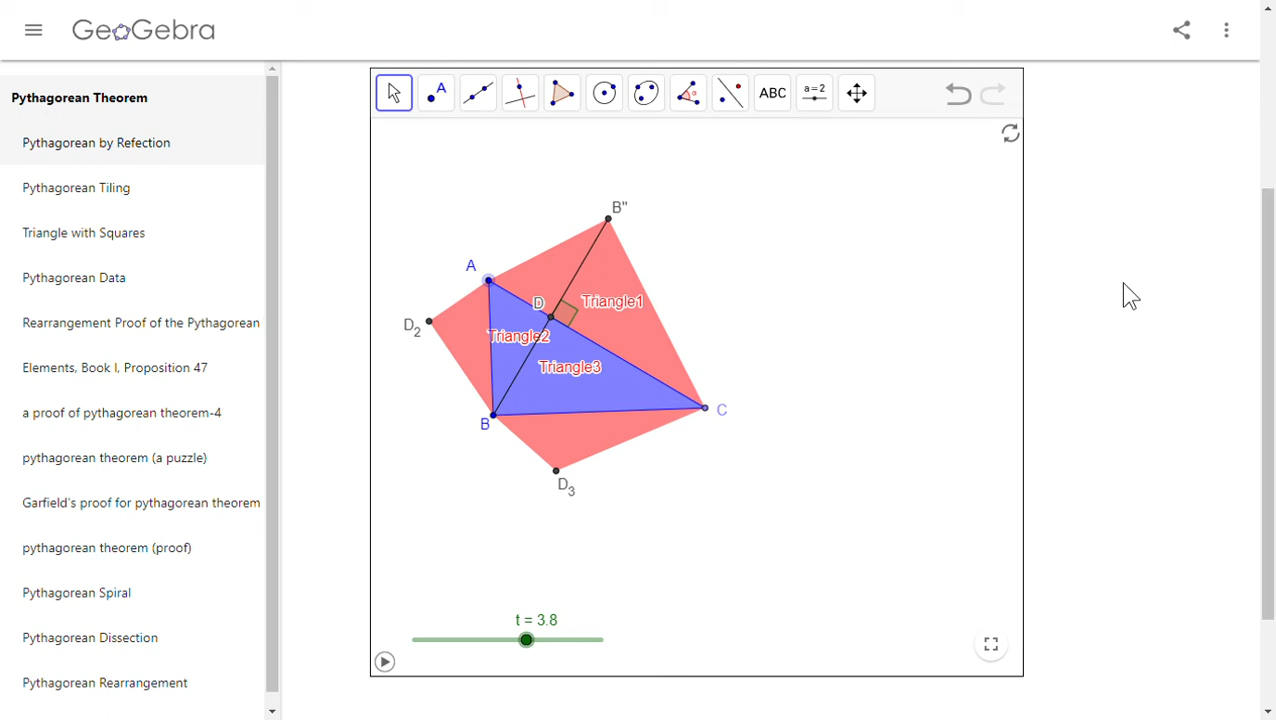 GeoGebra
Pythagorean Theorem
Pythagorean by Refection
Pythagorean Tiling
Triangle with Squares
Pythagorean Data
Rearrangement Proof of the Pythagorean
Elements, Book I, Proposition 47
a proof of pythagorean theorem-4
pythagorean theorem (a puzzle)
Garfield's proof for pythagorean theorem
pythagorean theorem (proof)
Pythagorean Spiral
Pythagorean Dissection
Pythagorean Rearrangement
A
ABC
a=2
B"
A
D
Triangle1
D2
Triangle2
Triangle3
C
B
D3
t = 3.8